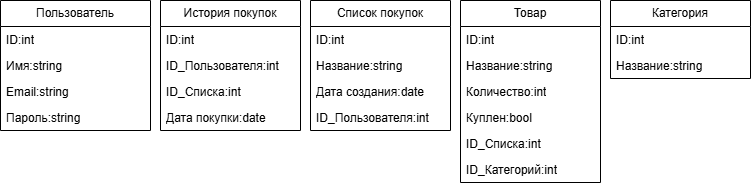 Пользователь
ID:int
Имя:string
Email:string
Пароль:string
История покупок
ID:int
ID_Пользователя:int
ID_Списка:int
Дата покупки:date
Список покупок
ID:int
Название:string
Дата создания:date
ID_Пользователя:int
Товар
ID:int
Название:string
Количество:int
Куплен:bool
ID_Списка:int
ID_Категорий:int
Категория
ID:int
Название:string